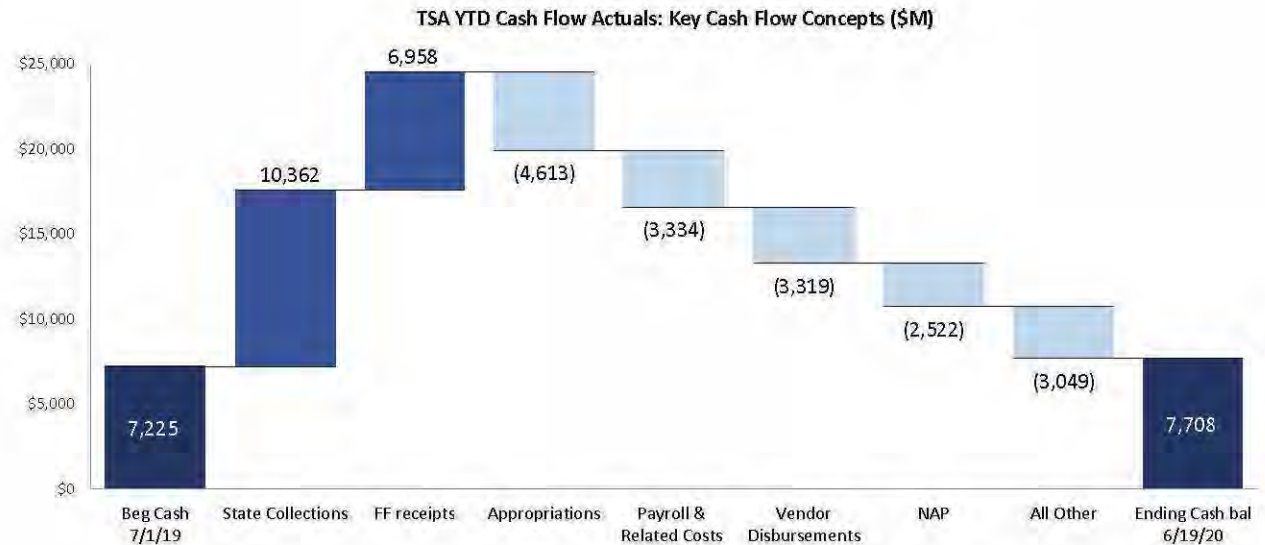 TSA YTD Cash Flow Actuals: Key Cash Flow Concepts ($M)
$25,000
$20,000
$15,000
$10,000
$5,000
$0
7,225
10,362
6,958
(4,613)
(3,334)
(3,319)
(2,522)
(3,049)
7,708
Beg Cash
7/1/19
State Collections
FF receipts
Appropriations
Payroll &
Related Costs
Vendor
Disbursements
NAP
All Other
Ending Cash bal
6/19/20